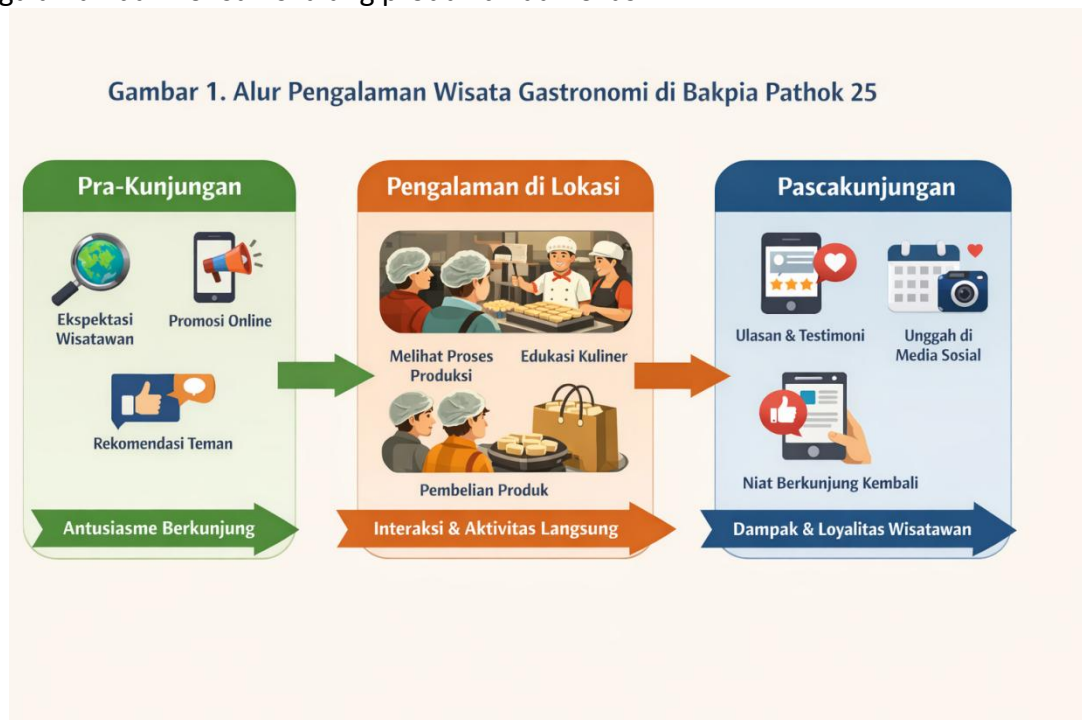 Gambar 1. Alur Pengalaman Wisata Gastronomi di Bakpia Pathok 25
Pra-Kunjungan
Ekspektasi
Wisatawan
Promosi Online
Rekomendasi Teman
Antusiasme Berkunjung
Pengalaman di Lokasi
Melihat Proses
Produksi
Edukasi Kuliner
Pembelian Produk
Interaksi & Aktivitas Langsung
Pascakunjungan
Ulasan & Testimoni
Unggah di
Media Sosial
Niat Berkunjung Kembali
Dampak & Loyalitas Wisatawan